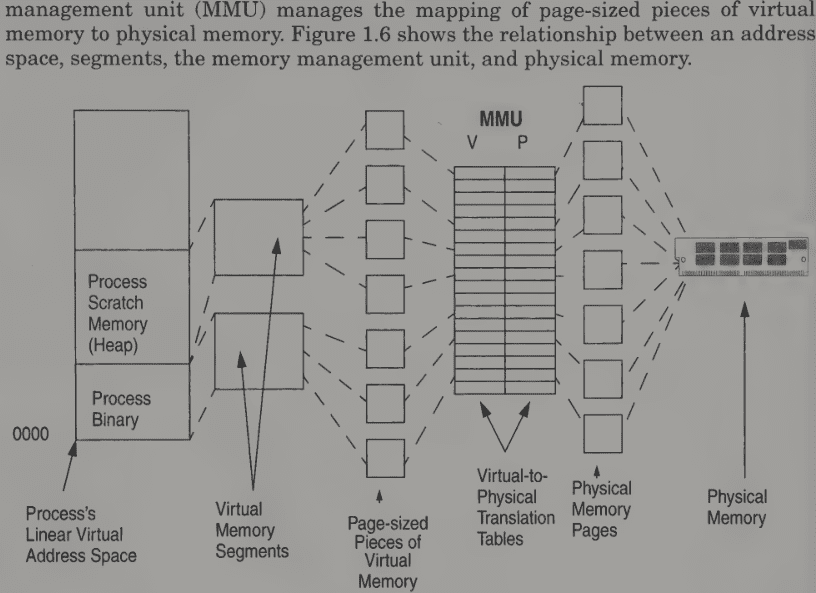 management unit (MMU) manages the mapping of page-sized pieces of virtual
memory to physical memory. Figure 1.6 shows the relationship between an address
space, segments, the memory management unit, and physical memory.
MMU
V P
Process
Scratch
Memory
(Heap)
Process
Binary
0000
Process's
Linear Virtual
Address Space
Virtual
Memory
Segments
Page-sized
Pieces of
Virtual
Memory
Virtual-to-
Physical
Translation
Tables
Physical
Memory
Pages
Physical
Memory